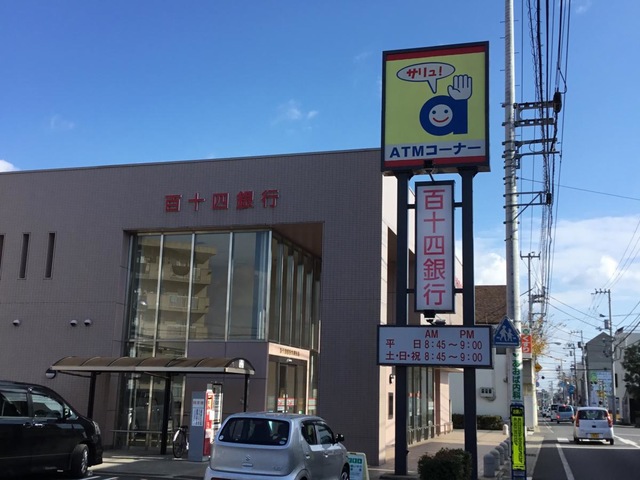 サリュ!
ATMコーナー
百十四銀行
百十四銀行
AM PM
平日 8:45~9:00
土・日・祝 8:45~9:00